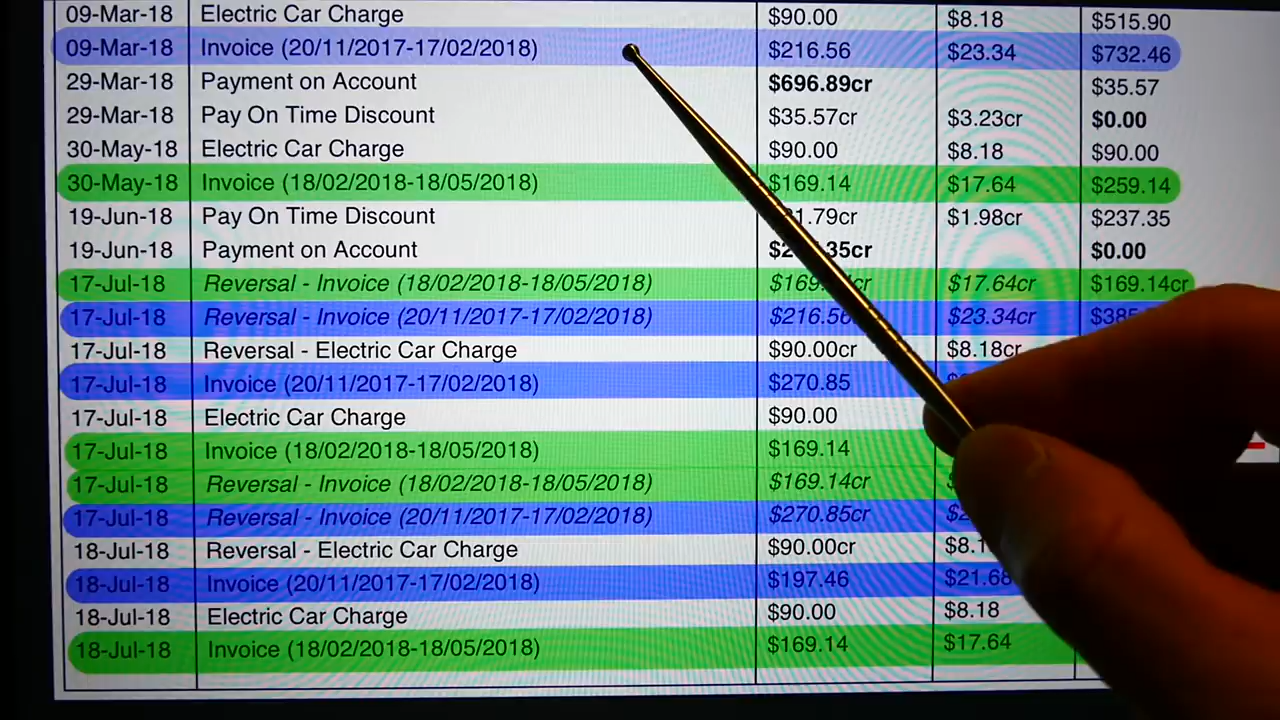 09-Mar-18 Electric Car Charge $90.00 $8.18 $515.90
09-Mar-18 Invoice (20/11/2017-17/02/2018) $216.56 $23.34 $732.46
29-Mar-18 Payment on Account $696.89cr $35.57
29-Mar-18 Pay On Time Discount $35.57cr $3.23cr $0.00
30-May-18 Electric Car Charge $90.00 $8.18 $90.00
30-May-18 Invoice (18/02/2018-18/05/2018) $169.14 $17.64 $259.14
19-Jun-18 Pay On Time Discount $1.98cr $237.35
19-Jun-18 Payment on Account $0.00
17-Jul-18 Reversal - Invoice (18/02/2018-18/05/2018) $17.64cr $169.14cr
17-Jul-18 Reversal - Invoice (20/11/2017-17/02/2018) $23.34cr
17-Jul-18 Reversal - Electric Car Charge $90.00cr $8.18cr
17-Jul-18 Invoice (20/11/2017-17/02/2018) $270.85
17-Jul-18 Electric Car Charge $90.00
17-Jul-18 Invoice (18/02/2018-18/05/2018) $169.14
17-Jul-18 Reversal - Invoice (18/02/2018-18/05/2018) $169.14cr
17-Jul-18 Reversal - Invoice (20/11/2017-17/02/2018) $270.85cr
18-Jul-18 Reversal - Electric Car Charge $90.00cr
18-Jul-18 Invoice (20/11/2017-17/02/2018) $197.46 $21.68
18-Jul-18 Electric Car Charge $90.00 $8.18
18-Jul-18 Invoice (18/02/2018-18/05/2018) $169.14 $17.64